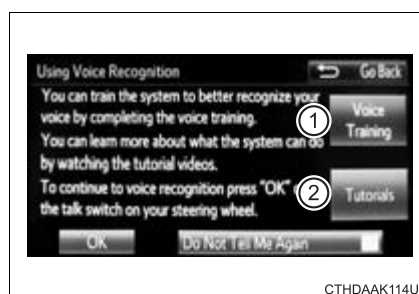 Using Voice Recognition
Go Back
You can train the system to better recognize your
voice by completing the voice training.
1
Voice
Training
You can learn more about what the system can do
by watching the tutorial videos.
To continue to voice recognition press "OK"
2
Tutorials
the talk switch on your steering wheel.
OK
Do Not Tell Me Again
CTHDAAK114U